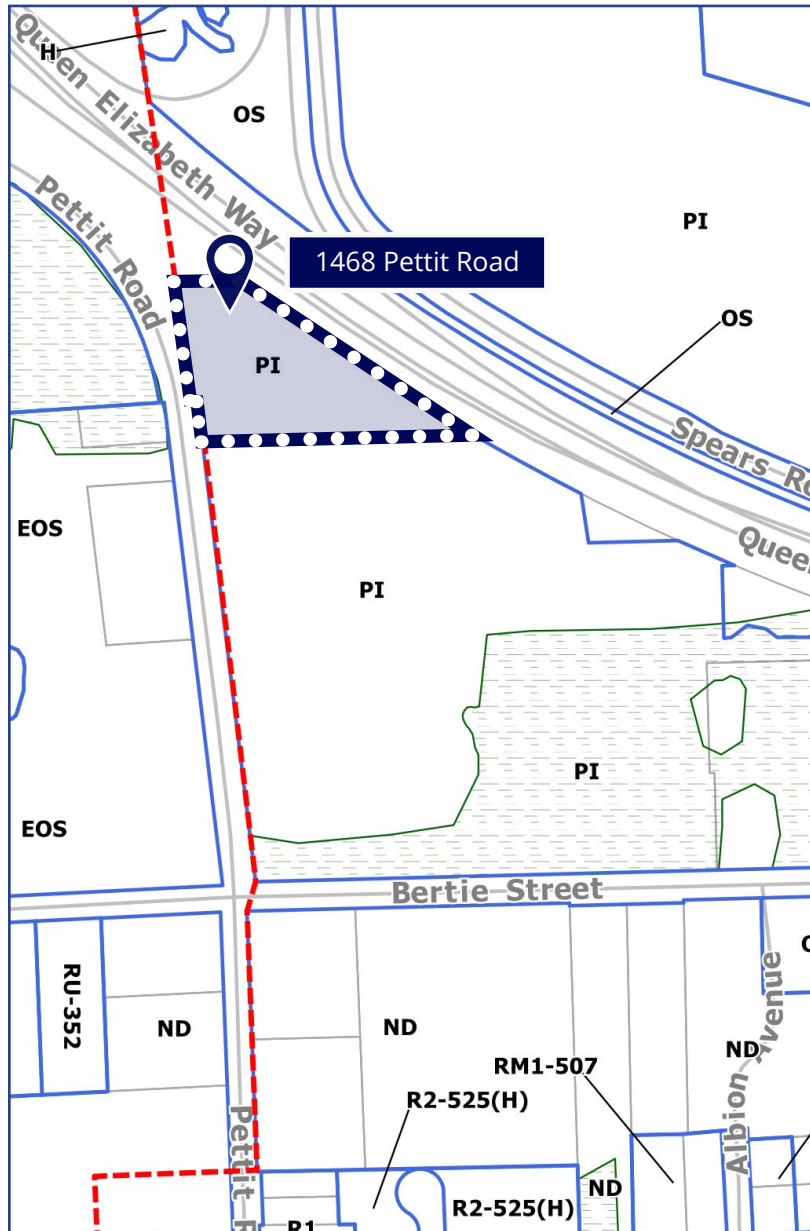 H
Queen Elizabeth Way
OS
Pettit Road
PI
1468 Pettit Road
OS
PI
Spears Ro
EOS
Queen
PI
PI
EOS
Bertie Street
RU-352
ND
ND
ND
Albion Avenue
RM1-507
R2-525(H)
Pettit R
ND
R2-525(H)
R1